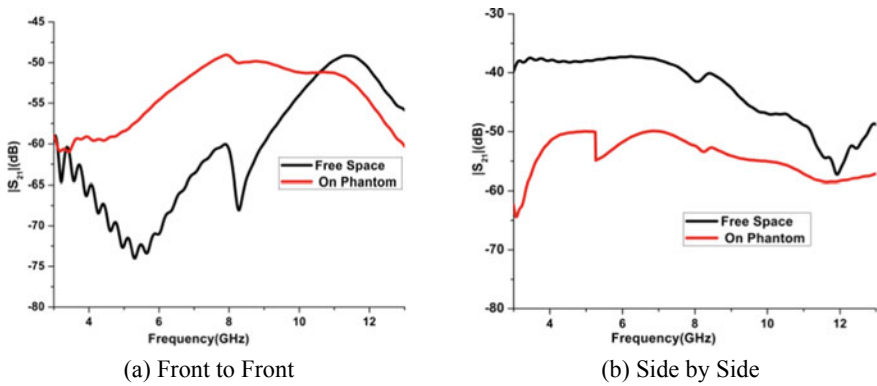 -45
-50
-55
-60
-65
-70
-75
-80
|S21|(dB)
Free Space
On Phantom
4 6 8 10 12
Frequency(GHz)
(a) Front to Front
-30
-40
-50
-60
-70
-80
|S21|(dB)
Free Space
On Phantom
4 6 8 10 12
Frequency(GHz)
(b) Side by Side